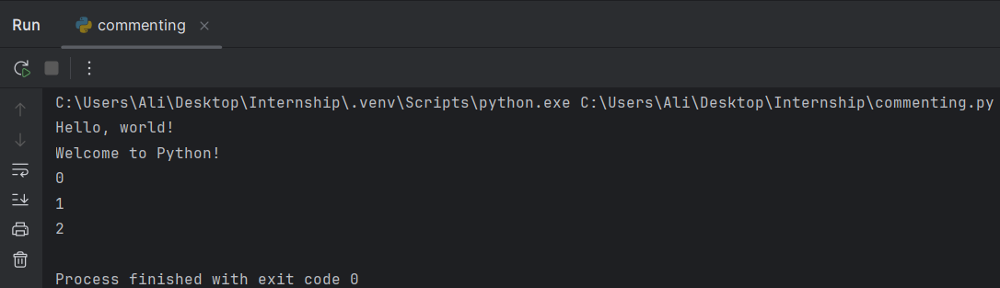 Run commenting
C:\Users\Ali\Desktop\Internship\.venv\Scripts\python.exe C:\Users\Ali\Desktop\Internship\commenting.py
Hello, world!
Welcome to Python!
0
1
2
Process finished with exit code 0